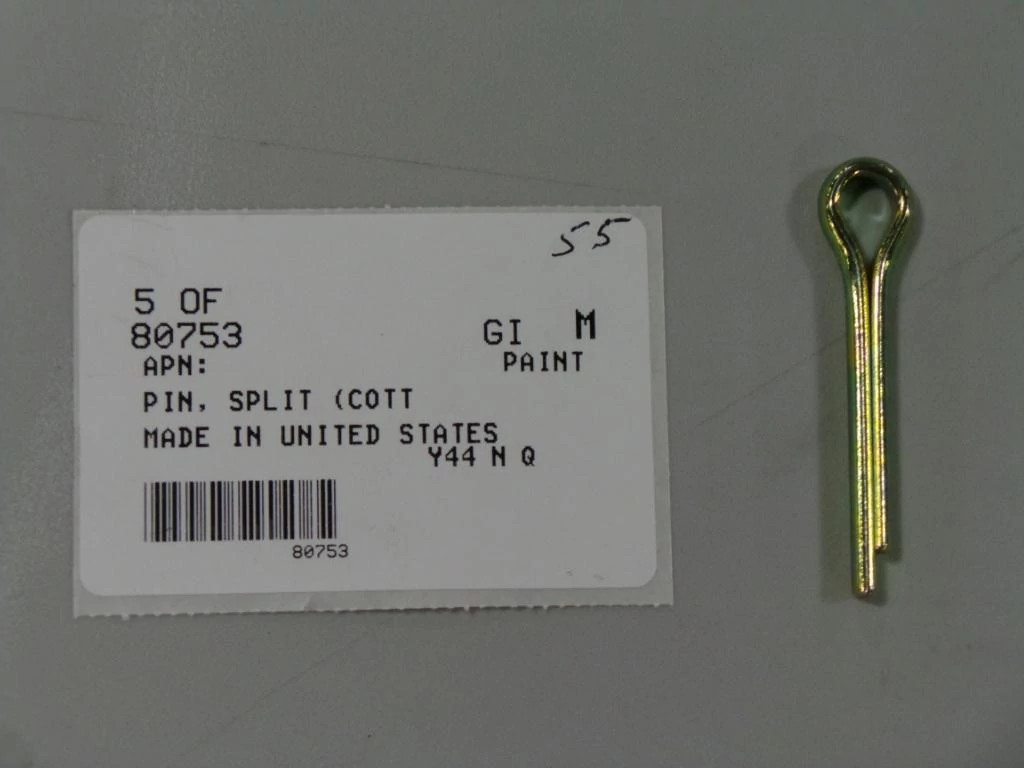 55
5 OF
80753
GI M
APN:
PAINT
PIN, SPLIT (COTT
MADE IN UNITED STATES
Y44 N Q
80753